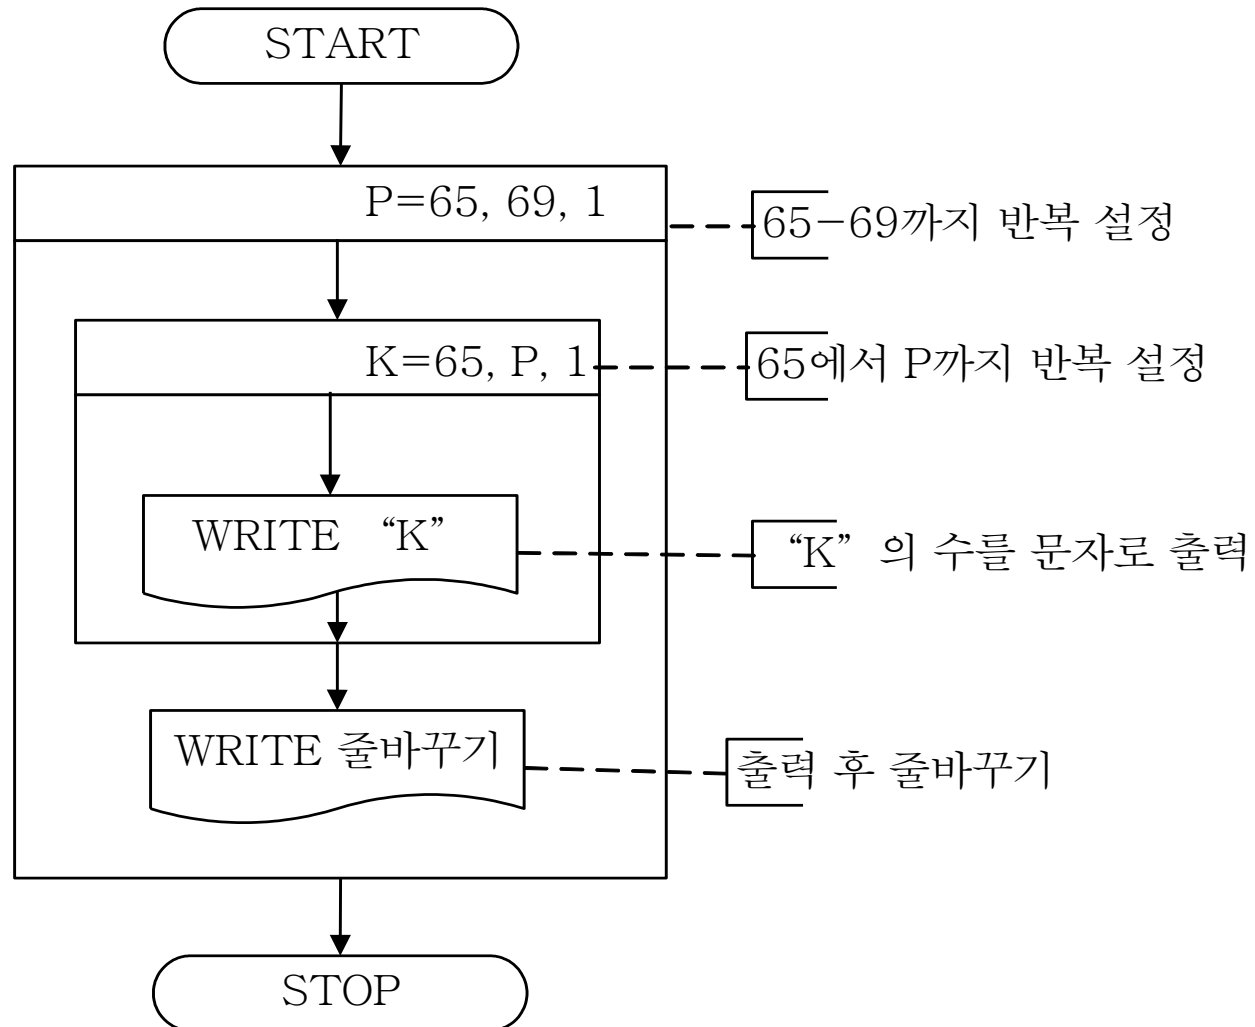 START
P=65, 69, 1
65-69까지 반복 설정
K=65, P, 1
65에서 P까지 반복 설정
WRITE “K”
“K” 의 수를 문자로 출력
WRITE 줄바꾸기
출력 후 줄바꾸기
STOP